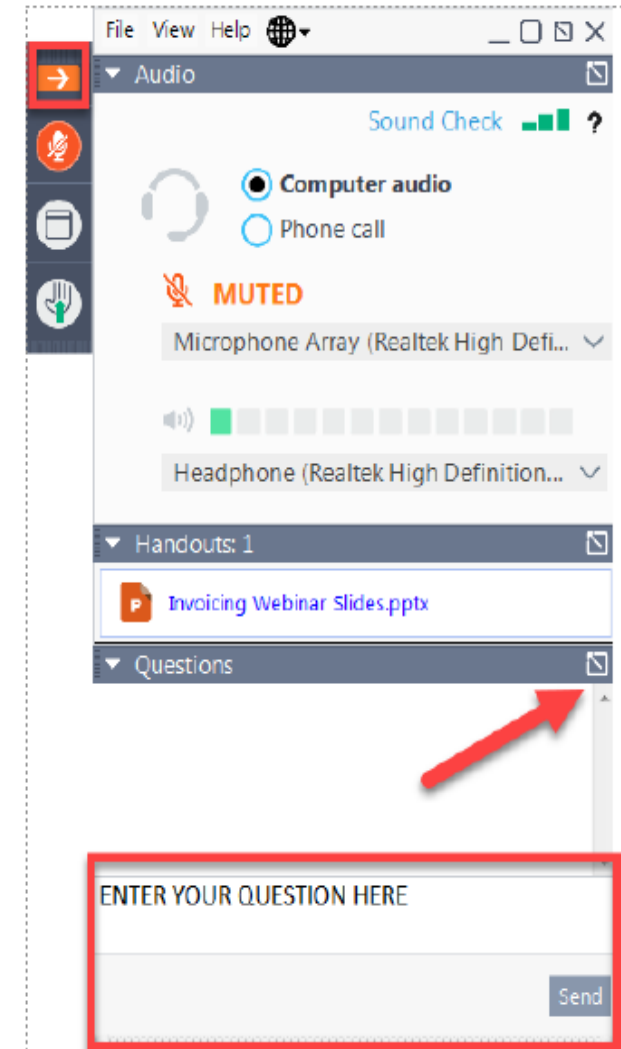 File View Help
Audio
Sound Check ?
Computer audio
Phone call
MUTED
Microphone Array (Realtek High Defi...
Headphone (Realtek High Definition...
Handouts: 1
P Invoicing Webinar Slides.pptx
Questions
ENTER YOUR QUESTION HERE
Send